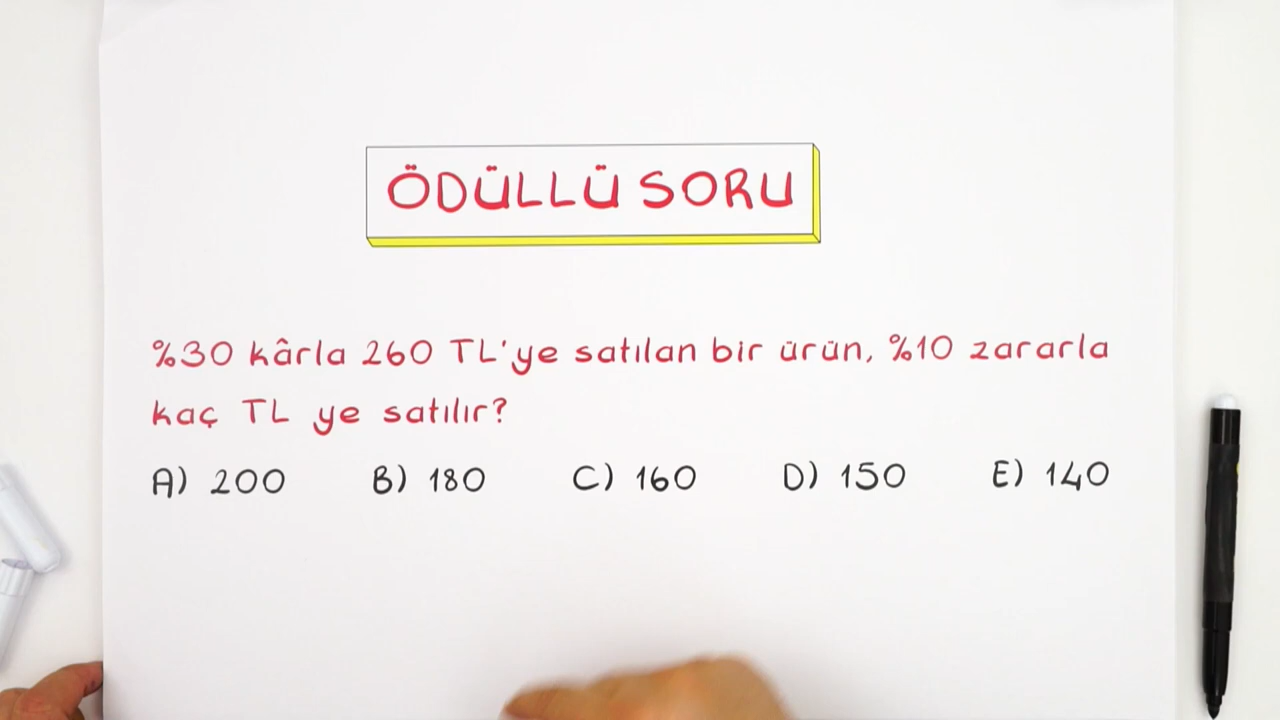 ÖDÜLLÜ SORU
%30 kârla 260 TL'ye satılan bir ürün, %10 zararla
kaç TL ye satılır?
A) 200 B) 180 C) 160 D) 150 E) 140